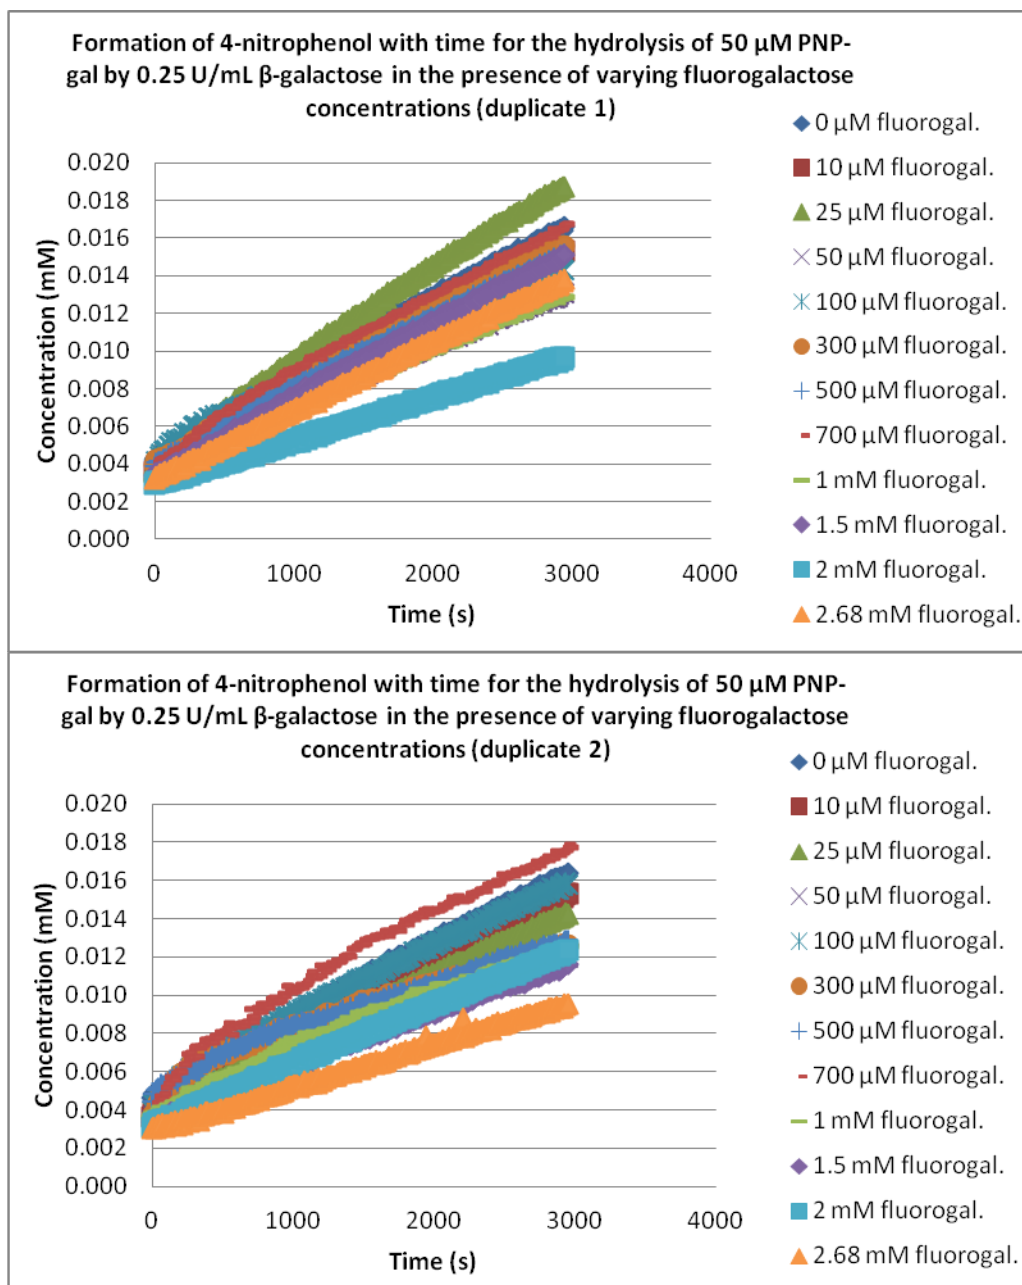 Formation of 4-nitrophenol with time for the hydrolysis of 50 µM PNP-
gal by 0.25 U/mL β-galactose in the presence of varying fluorogalactose
concentrations (duplicate 1)
Concentration (mM)
0.020
0.018
0.016
0.014
0.012
0.010
0.008
0.006
0.004
0.002
0.000
0
1000
2000
3000
4000
Time (s)
0 µM fluorogal.
10 µM fluorogal.
25 µM fluorogal.
50 µM fluorogal.
100 µM fluorogal.
300 µM fluorogal.
500 µM fluorogal.
700 µM fluorogal.
1 mM fluorogal.
1.5 mM fluorogal.
2 mM fluorogal.
2.68 mM fluorogal.
Formation of 4-nitrophenol with time for the hydrolysis of 50 µM PNP-
gal by 0.25 U/mL β-galactose in the presence of varying fluorogalactose
concentrations (duplicate 2)
Concentration (mM)
0.020
0.018
0.016
0.014
0.012
0.010
0.008
0.006
0.004
0.002
0.000
0
1000
2000
3000
4000
Time (s)
0 µM fluorogal.
10 µM fluorogal.
25 µM fluorogal.
50 µM fluorogal.
100 µM fluorogal.
300 µM fluorogal.
500 µM fluorogal.
700 µM fluorogal.
1 mM fluorogal.
1.5 mM fluorogal.
2 mM fluorogal.
2.68 mM fluorogal.